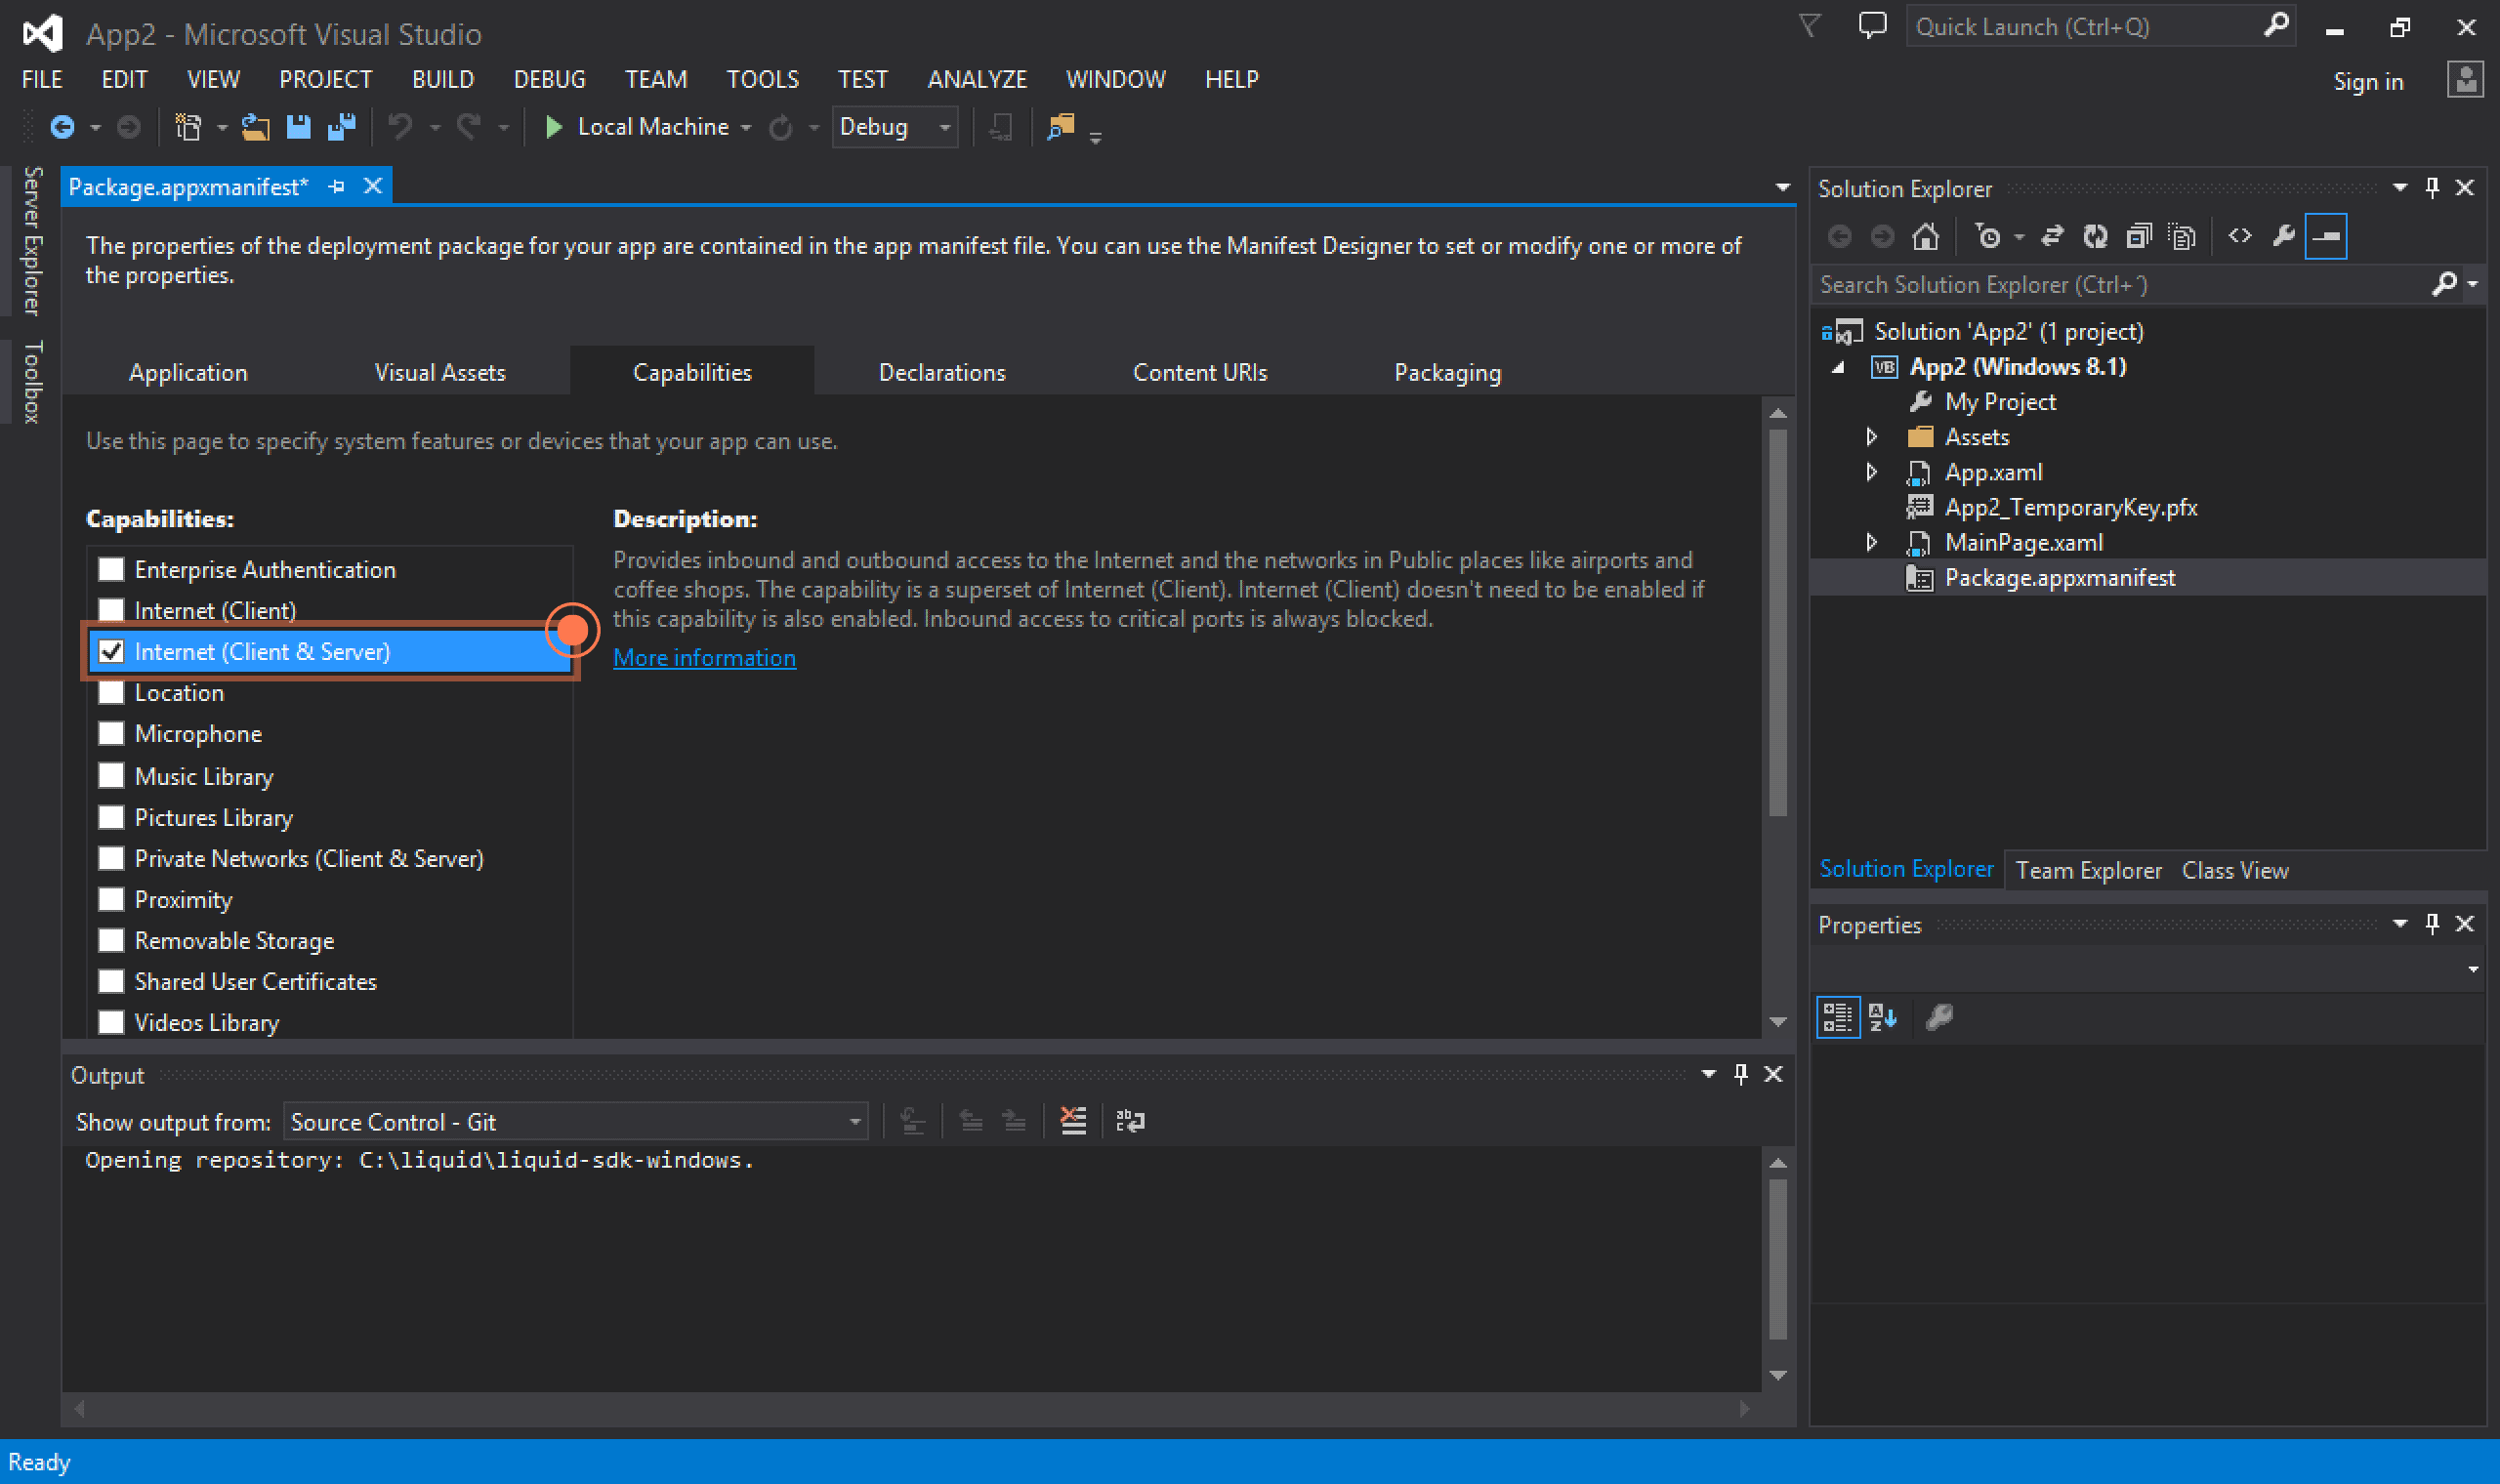 App2 - Microsoft Visual Studio
Quick Launch (Ctrl+Q)
FILE EDIT VIEW PROJECT BUILD DEBUG TEAM TOOLS TEST ANALYZE WINDOW HELP
Sign in
Local Machine
Debug
Server Explorer
Toolbox
Package.appxmanifest*
The properties of the deployment package for your app are contained in the app manifest file. You can use the Manifest Designer to set or modify one or more of
the properties.
Application
Visual Assets
Capabilities
Declarations
Content URIs
Packaging
Use this page to specify system features or devices that your app can use.
Capabilities:
Enterprise Authentication
Internet (Client)
Internet (Client & Server)
Location
Microphone
Music Library
Pictures Library
Private Networks (Client & Server)
Proximity
Removable Storage
Shared User Certificates
Videos Library
Description:
Provides inbound and outbound access to the Internet and the networks in Public places like airports and
coffee shops. The capability is a superset of Internet (Client). Internet (Client) doesn't need to be enabled if
this capability is also enabled. Inbound access to critical ports is always blocked.
More information
Output
Show output from: Source Control - Git
Opening repository: C:\liquid\liquid-sdk-windows.
Solution Explorer
Search Solution Explorer (Ctrl+¨)
Solution 'App2' (1 project)
VB App2 (Windows 8.1)
My Project
Assets
App.xaml
App2_TemporaryKey.pfx
MainPage.xaml
Package.appxmanifest
Solution Explorer Team Explorer Class View
Properties
Ready